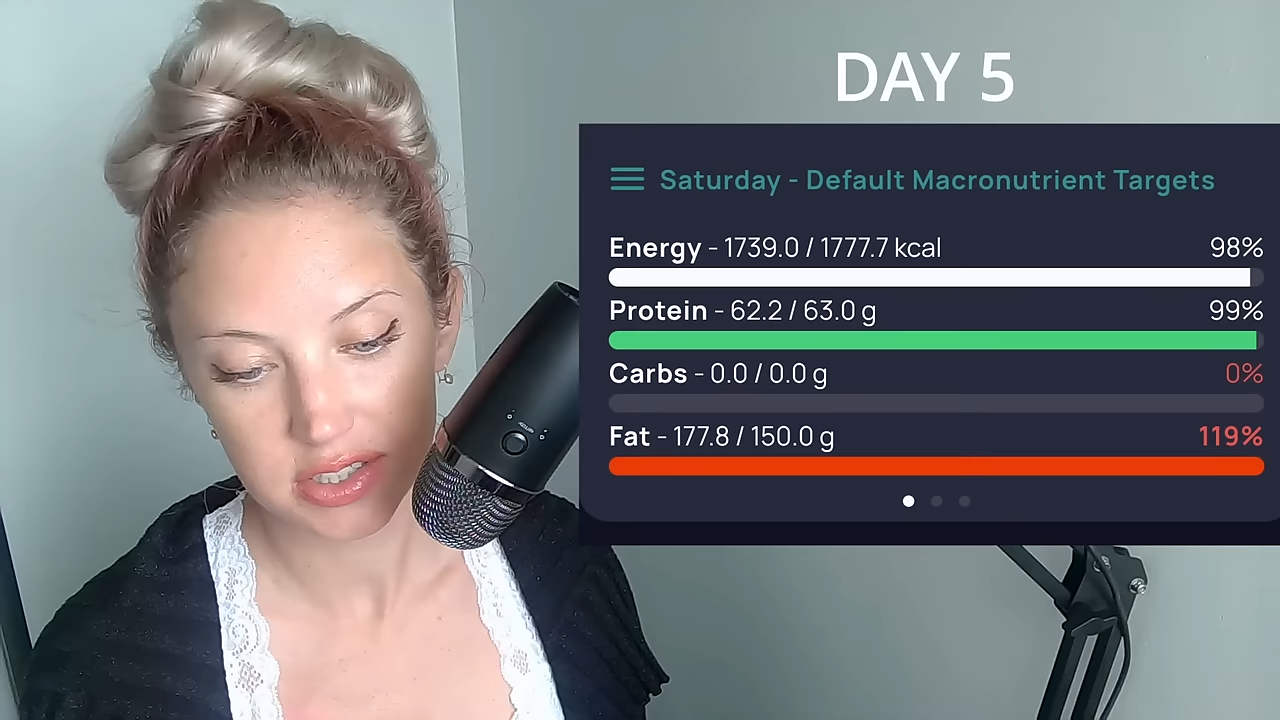 DAY 5
Saturday - Default Macronutrient Targets
Energy - 1739.0 / 1777.7 kcal 98%
Protein - 62.2 / 63.0 g 99%
Carbs - 0.0 / 0.0 g 0%
Fat - 177.8 / 150.0 g 119%